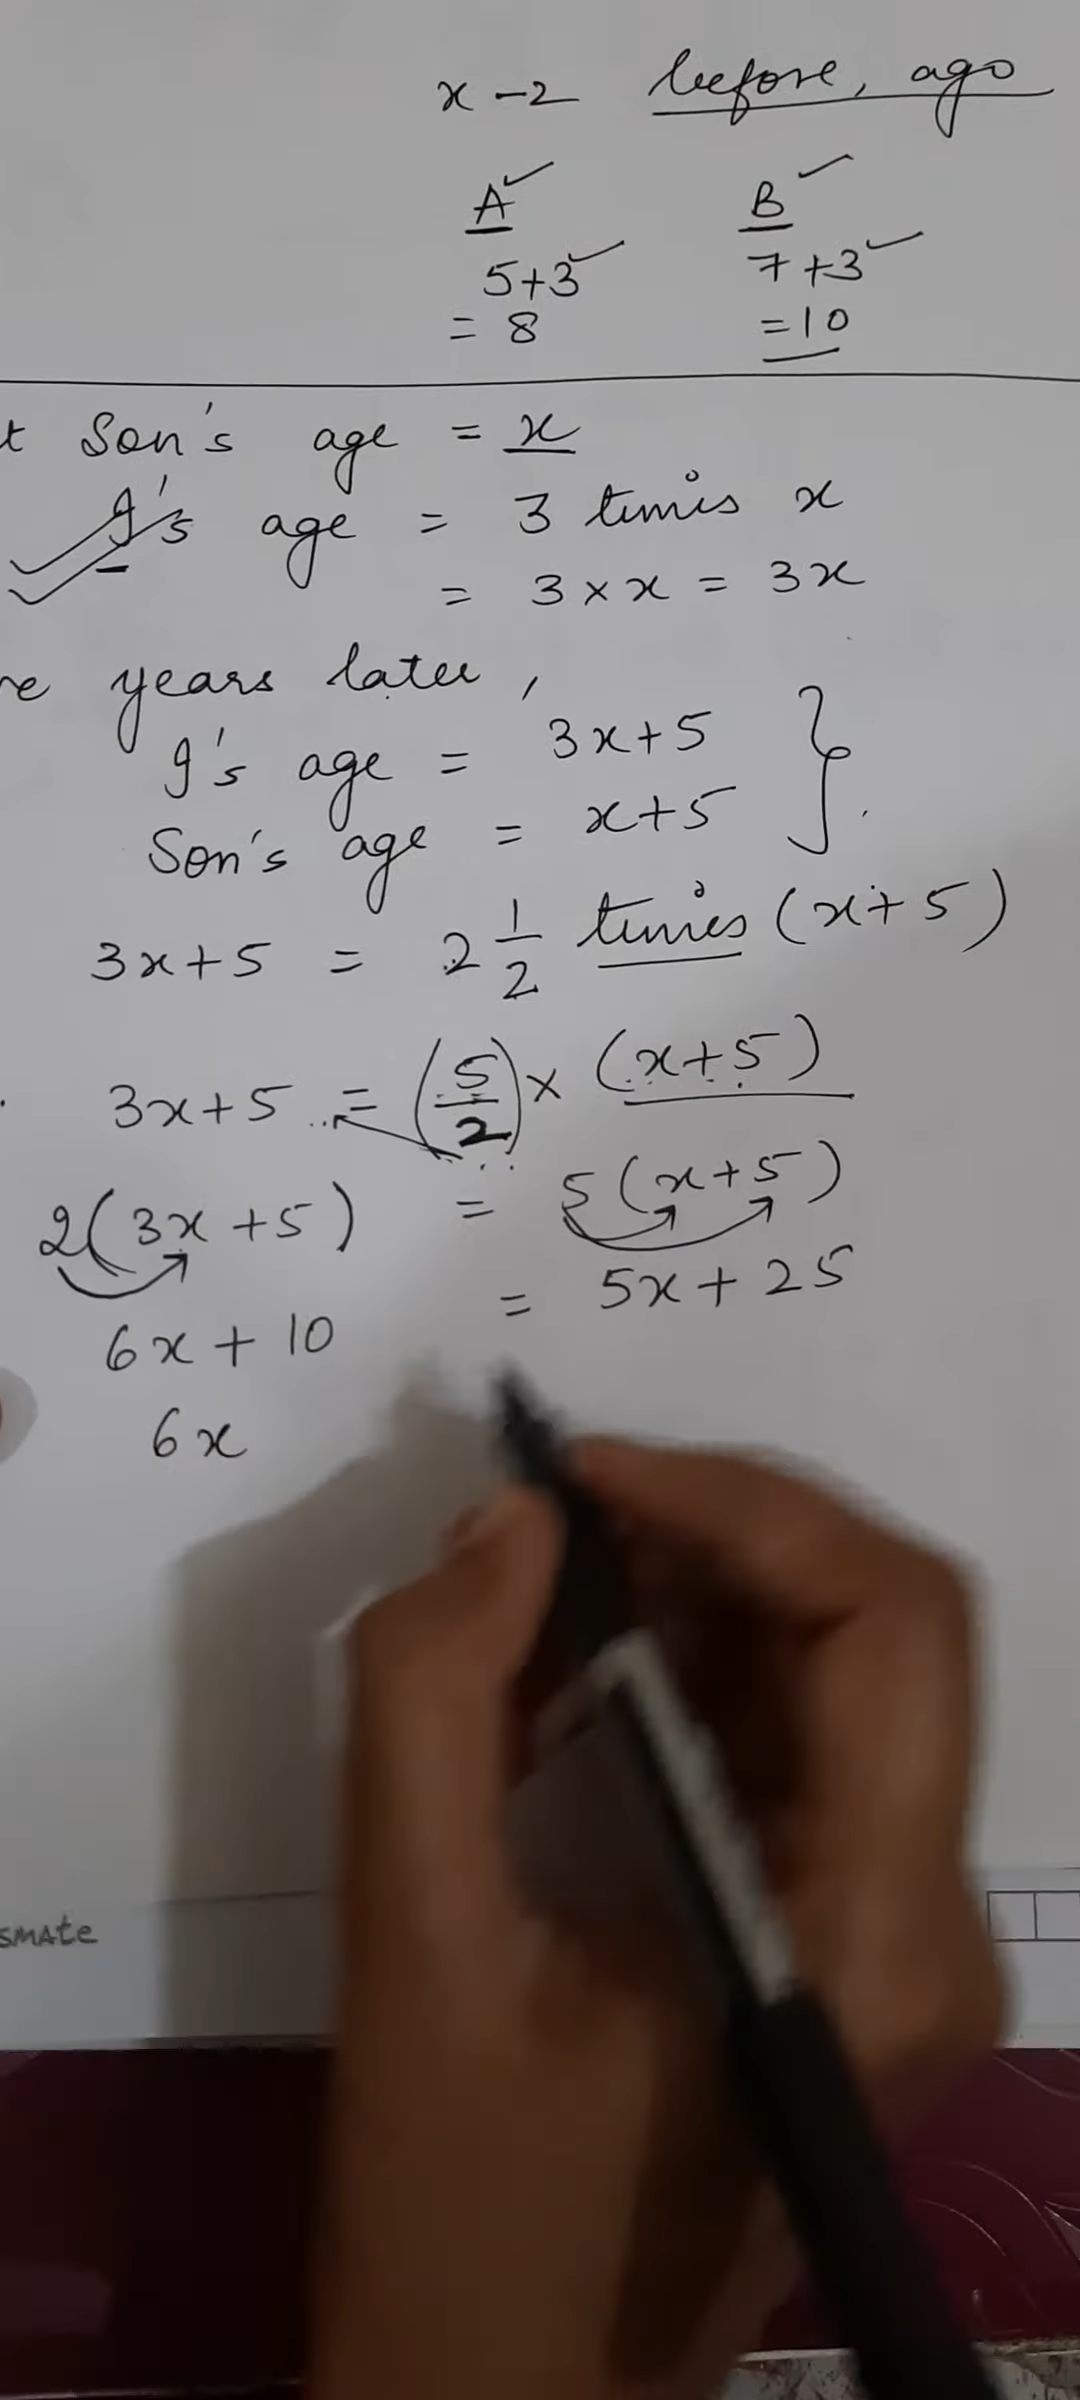 x - 2 before, ago
A B
5+3 7+3
= 8 =10
t Son's age = x
g's age = 3 times x
= 3 × x = 3x
re years later,
g's age = 3x+5
Son's age = x+5
3x+5 = 2 1/2 times (x+5)
3x+5 = (5/2) × (x+5)
2(3x+5) = 5(x+5)
6x + 10 = 5x + 25
6x
smate